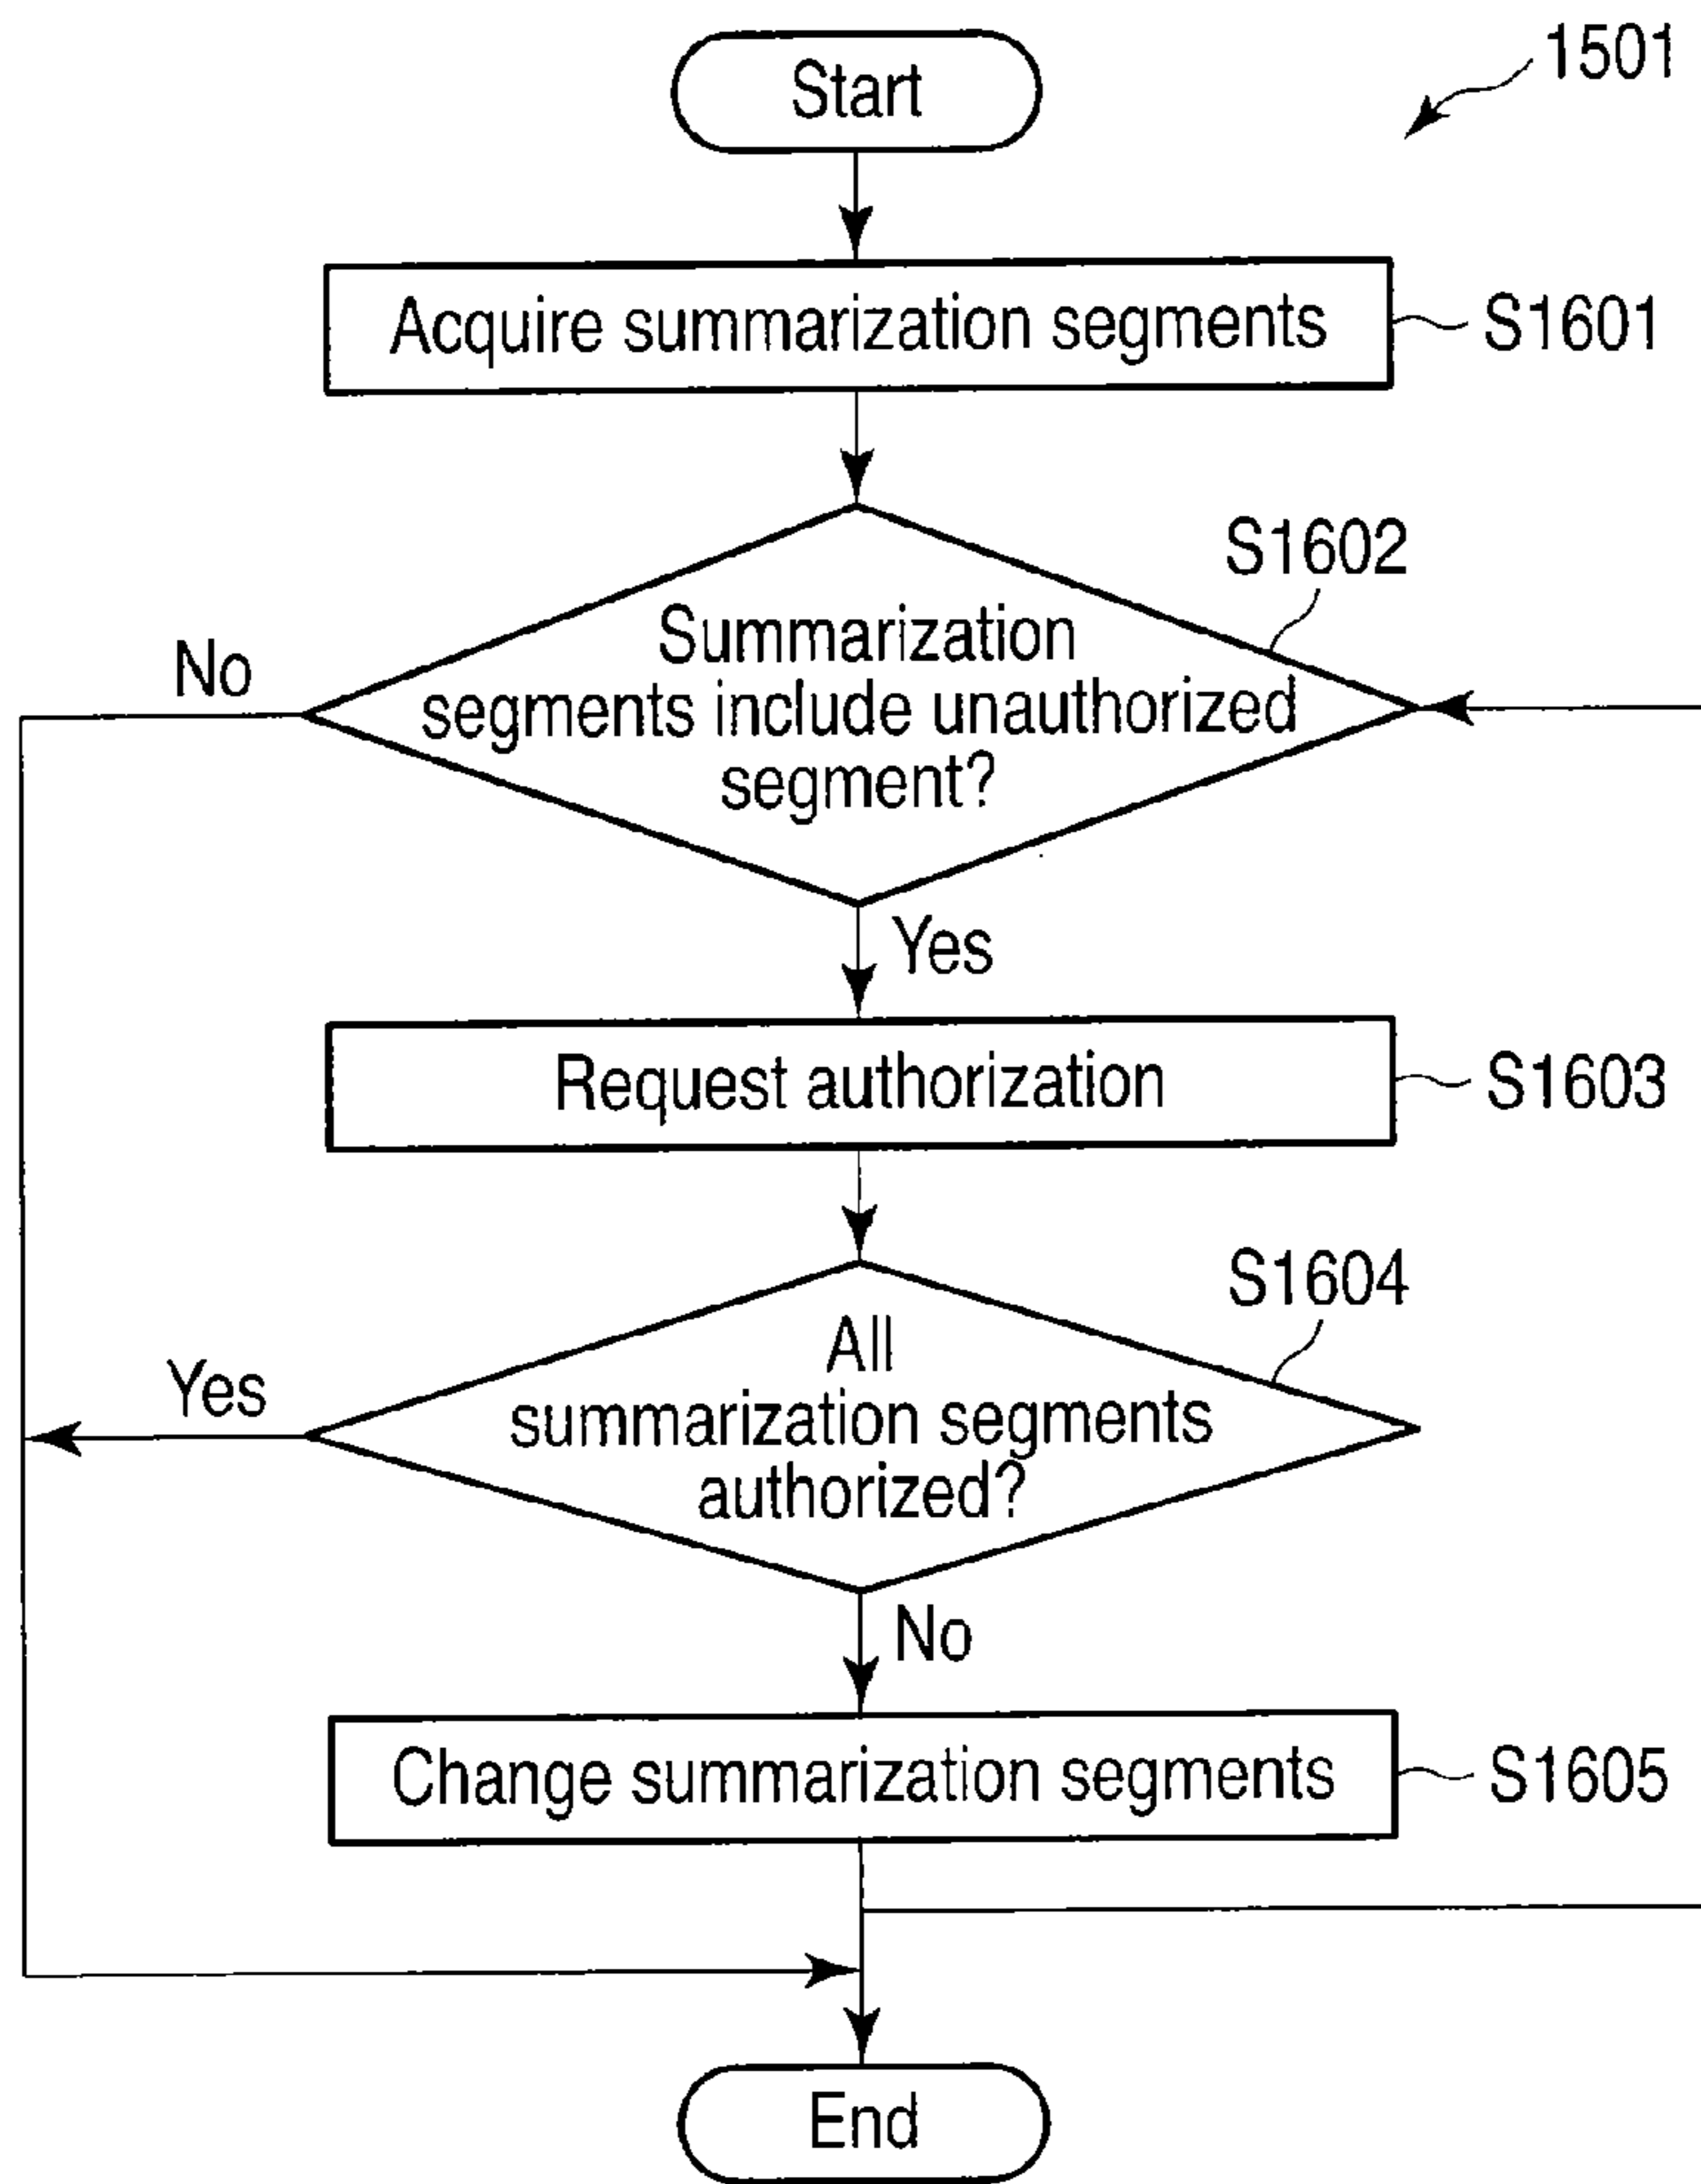 Start
1501
Acquire summarization segments
S1601
S1602
Summarization
segments include unauthorized
segment?
No
Yes
Request authorization
S1603
S1604
All
summarization segments
authorized?
Yes
No
Change summarization segments
S1605
End